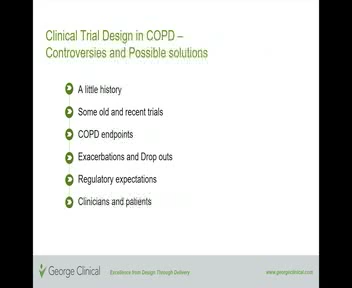 Clinical Trial Design in COPD –
Controversies and Possible solutions
A little history
Some old and recent trials
COPD endpoints
Exacerbations and Drop outs
Regulatory expectations
Clinicians and patients
George Clinical
Excellence from Design Through Delivery
www.georgeclinical.com